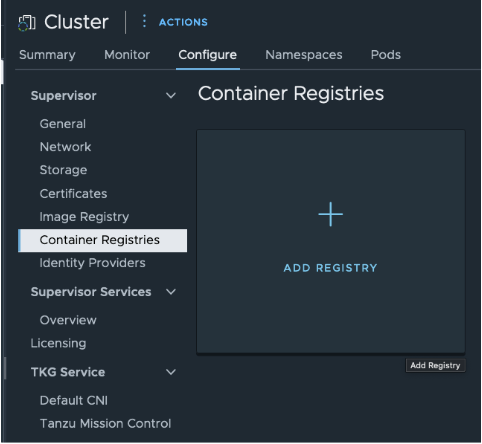 Cluster
ACTIONS
Summary Monitor Configure Namespaces Pods
Supervisor
General
Network
Storage
Certificates
Image Registry
Container Registries
Identity Providers
Supervisor Services
Overview
Licensing
TKG Service
Default CNI
Tanzu Mission Control
Container Registries
ADD REGISTRY
Add Registry